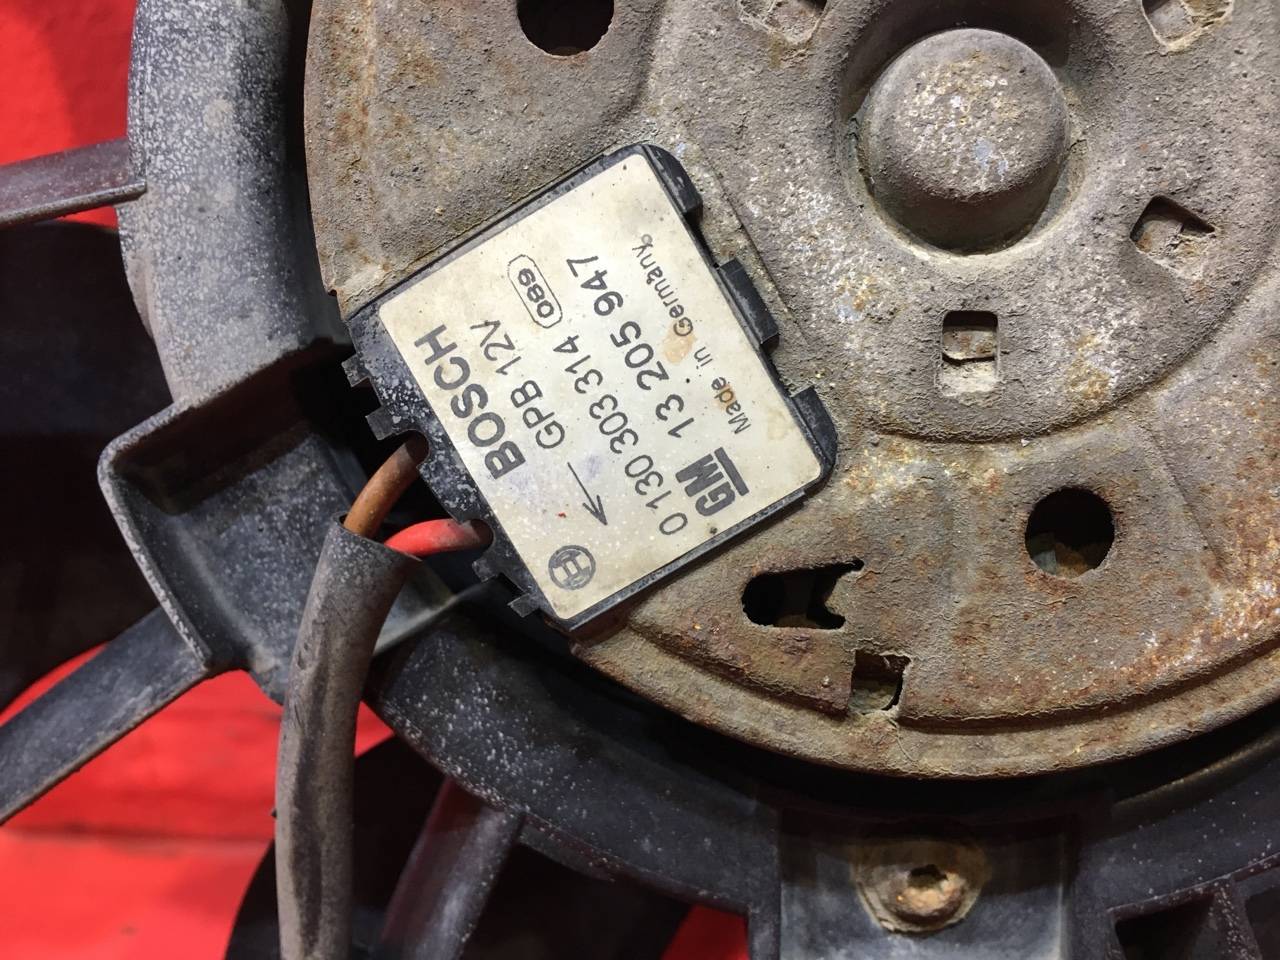 BOSCH
GPB 12V
0 130 303 314 089
GM 13 205 947
Made in Germany